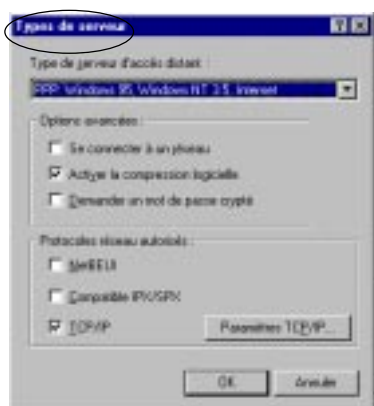 Types de serveur
Type de serveur d'accès distant :
PPP: Windows 95, Windows NT 3.5, Internet
Options avancées :
Se connecter à un réseau
Activer la compression logicielle
Demander un mot de passe crypté
Protocoles réseau autorisés :
NetBEUI
Compatible IPX/SPX
TCP/IP
Paramètres TCP/IP...
OK
Annuler